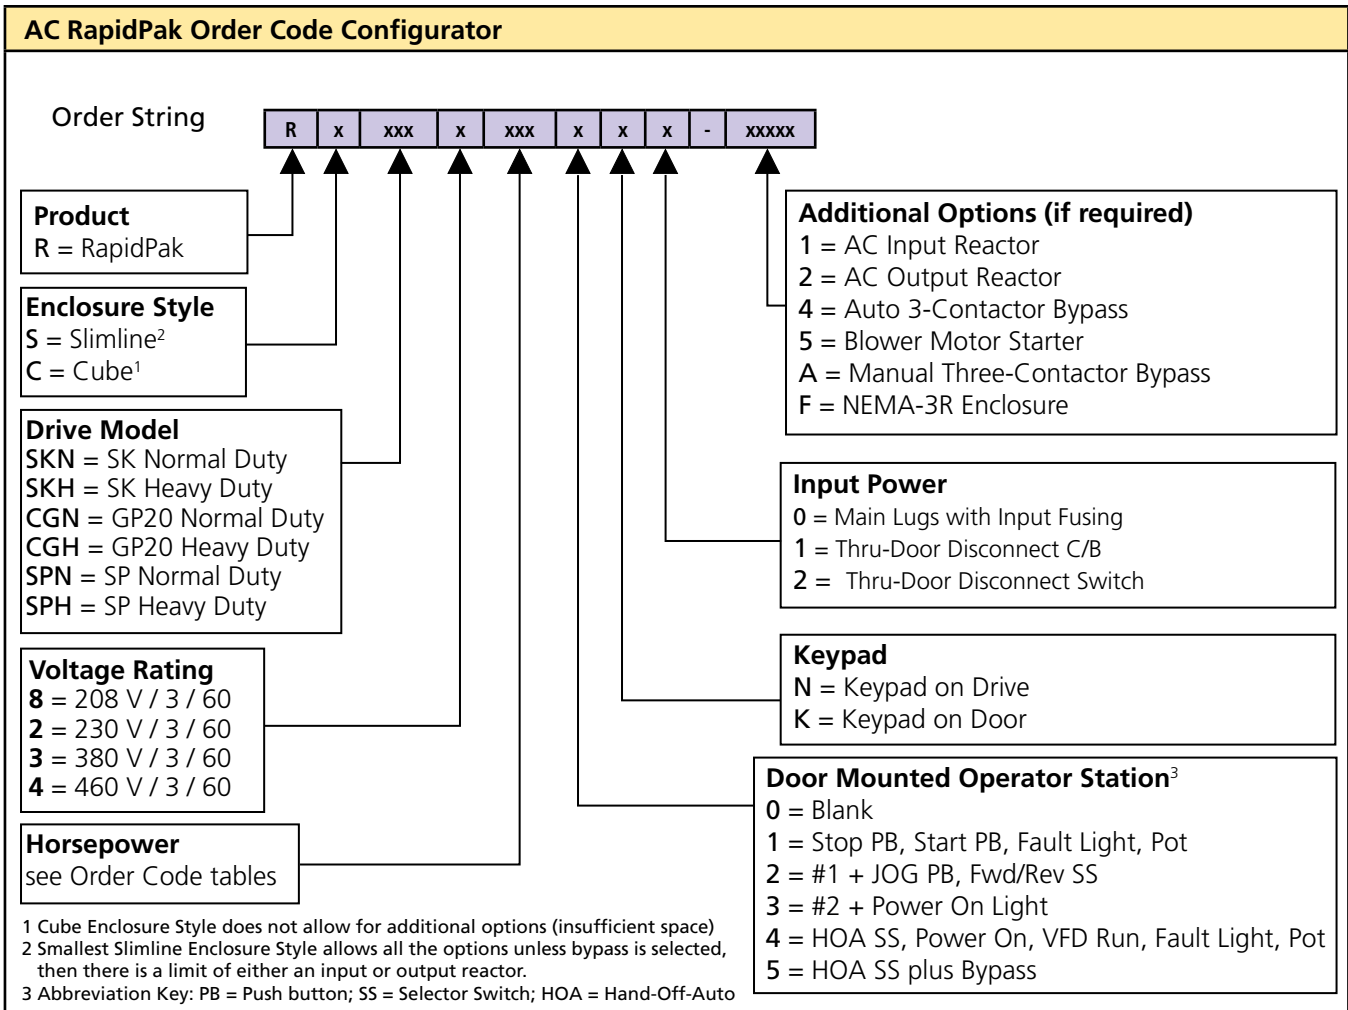 AC RapidPak Order Code Configurator
Order String
R x xxx x xxx x x x - xxxxx
Product
R = RapidPak
Enclosure Style
S = Slimline2
C = Cube1
Drive Model
SKN = SK Normal Duty
SKH = SK Heavy Duty
CGN = GP20 Normal Duty
CGH = GP20 Heavy Duty
SPN = SP Normal Duty
SPH = SP Heavy Duty
Voltage Rating
8 = 208 V / 3 / 60
2 = 230 V / 3 / 60
3 = 380 V / 3 / 60
4 = 460 V / 3 / 60
Horsepower
see Order Code tables
Additional Options (if required)
1 = AC Input Reactor
2 = AC Output Reactor
4 = Auto 3-Contactor Bypass
5 = Blower Motor Starter
A = Manual Three-Contactor Bypass
F = NEMA-3R Enclosure
Input Power
0 = Main Lugs with Input Fusing
1 = Thru-Door Disconnect C/B
2 = Thru-Door Disconnect Switch
Keypad
N = Keypad on Drive
K = Keypad on Door
Door Mounted Operator Station3
0 = Blank
1 = Stop PB, Start PB, Fault Light, Pot
2 = #1 + JOG PB, Fwd/Rev SS
3 = #2 + Power On Light
4 = HOA SS, Power On, VFD Run, Fault Light, Pot
5 = HOA SS plus Bypass
1 Cube Enclosure Style does not allow for additional options (insufficient space)
2 Smallest Slimline Enclosure Style allows all the options unless bypass is selected,
then there is a limit of either an input or output reactor.
3 Abbreviation Key: PB = Push button; SS = Selector Switch; HOA = Hand-Off-Auto